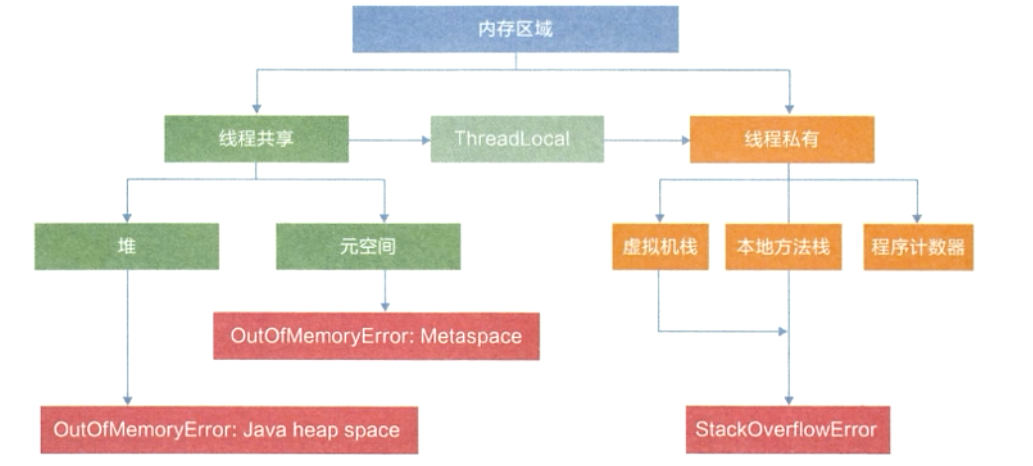 内存区域
线程共享
ThreadLocal
线程私有
堆
元空间
虚拟机栈
本地方法栈
程序计数器
OutOfMemoryError: Metaspace
OutOfMemoryError: Java heap space
StackOverflowError